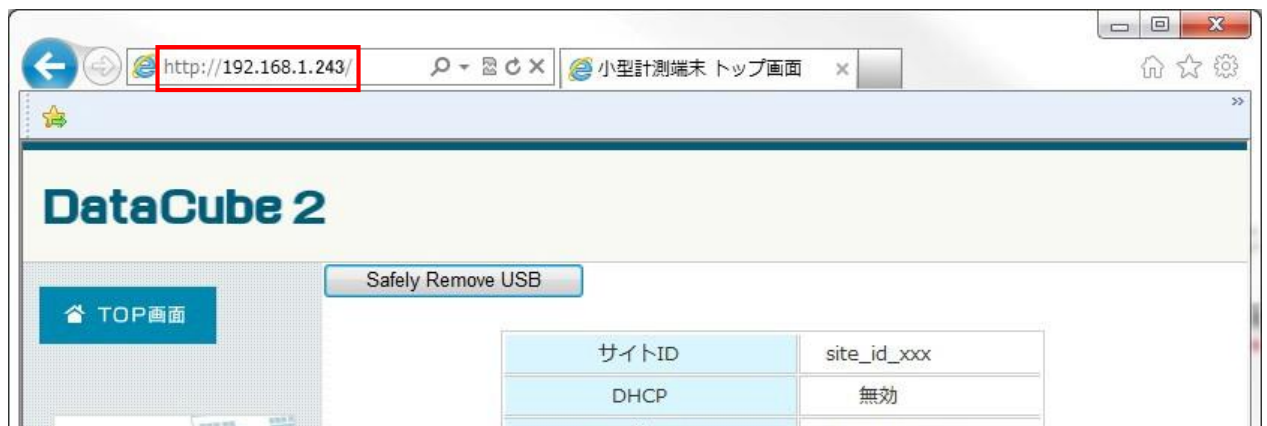 http://192.168.1.243/
小型計測端末 トップ画面
DataCube 2
Safely Remove USB
TOP画面
サイトID site_id_xxx
DHCP 無効